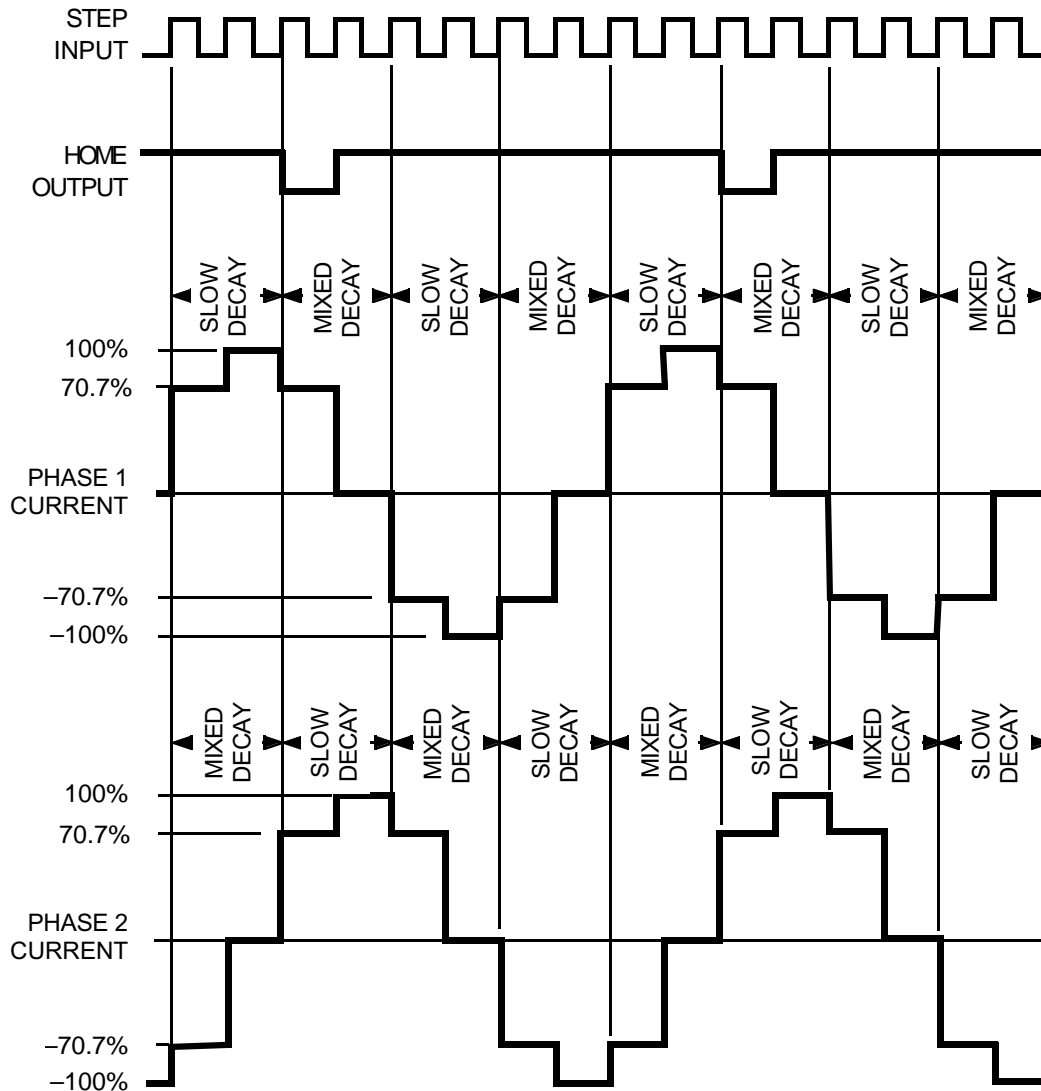 STEP
INPUT
HOME
OUTPUT
SLOW
DECAY
MIXED
DECAY
SLOW
DECAY
MIXED
DECAY
SLOW
DECAY
MIXED
DECAY
SLOW
DECAY
MIXED
DECAY
100%
70.7%
PHASE 1
CURRENT
–70.7%
–100%
MIXED
DECAY
SLOW
DECAY
MIXED
DECAY
SLOW
DECAY
MIXED
DECAY
SLOW
DECAY
MIXED
DECAY
SLOW
DECAY
100%
70.7%
PHASE 2
CURRENT
–70.7%
–100%